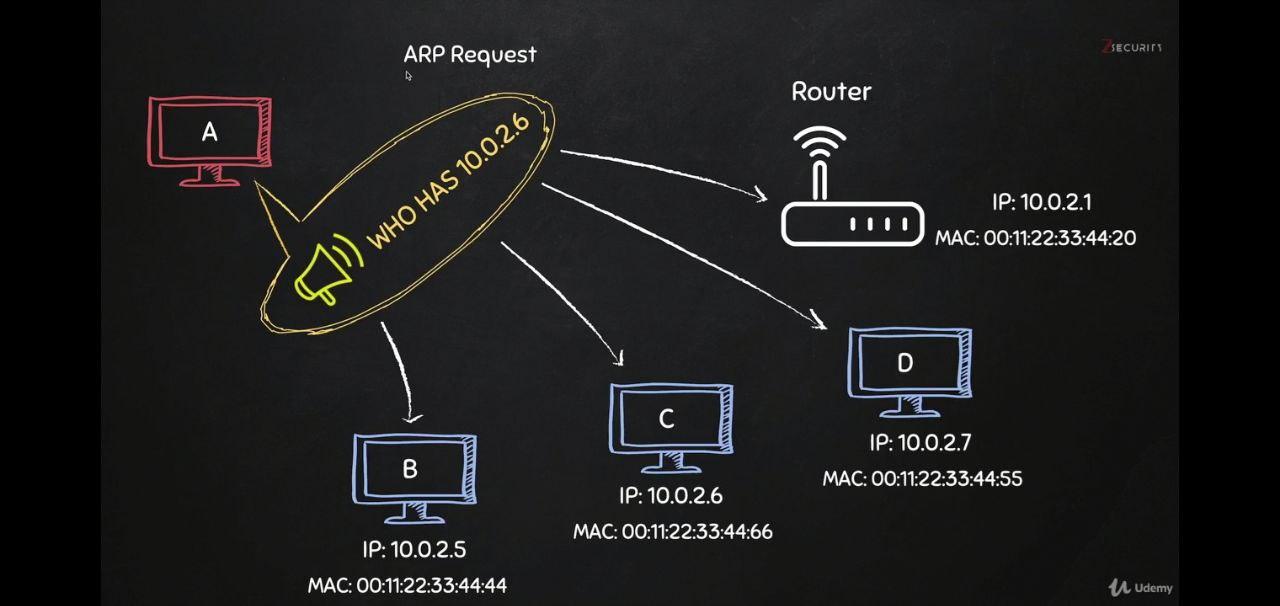 ARP Request
ZSECURITY
A
WHO HAS 10.0.2.6
Router
IP: 10.0.2.1
MAC: 00:11:22:33:44:20
D
IP: 10.0.2.7
MAC: 00:11:22:33:44:55
C
IP: 10.0.2.6
MAC: 00:11:22:33:44:66
B
IP: 10.0.2.5
MAC: 00:11:22:33:44:44
Udemy